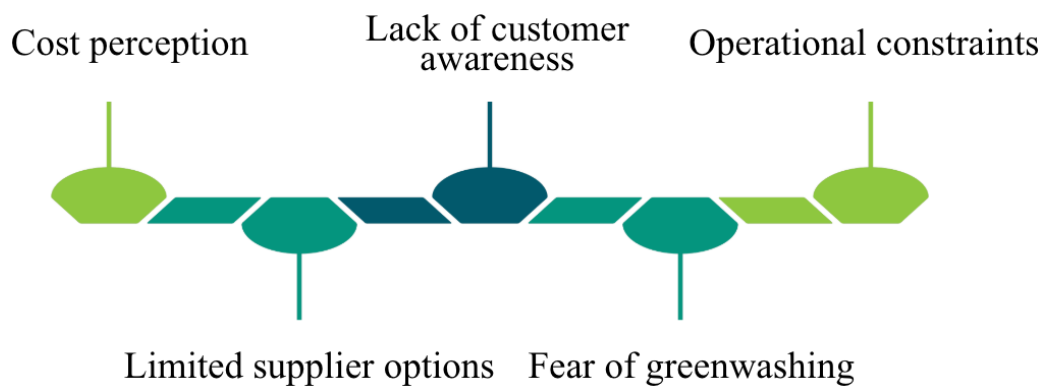 Cost perception
Lack of customer
awareness
Operational constraints
Limited supplier options
Fear of greenwashing